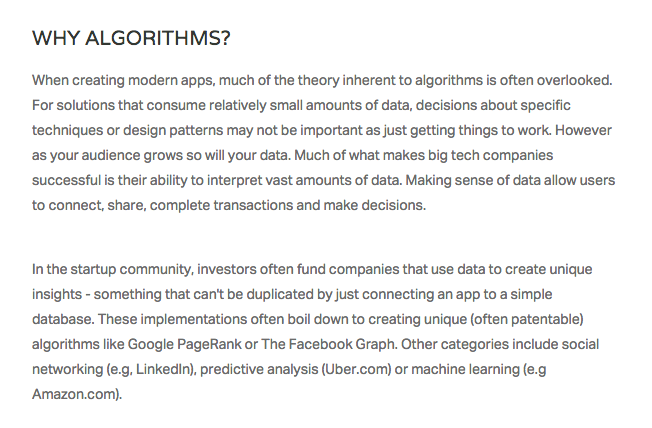 WHY ALGORITHMS?
When creating modern apps, much of the theory inherent to algorithms is often overlooked.
For solutions that consume relatively small amounts of data, decisions about specific
techniques or design patterns may not be important as just getting things to work. However
as your audience grows so will your data. Much of what makes big tech companies
successful is their ability to interpret vast amounts of data. Making sense of data allow users
to connect, share, complete transactions and make decisions.
In the startup community, investors often fund companies that use data to create unique
insights - something that can't be duplicated by just connecting an app to a simple
database. These implementations often boil down to creating unique (often patentable)
algorithms like Google PageRank or The Facebook Graph. Other categories include social
networking (e.g, LinkedIn), predictive analysis (Uber.com) or machine learning (e.g
Amazon.com).